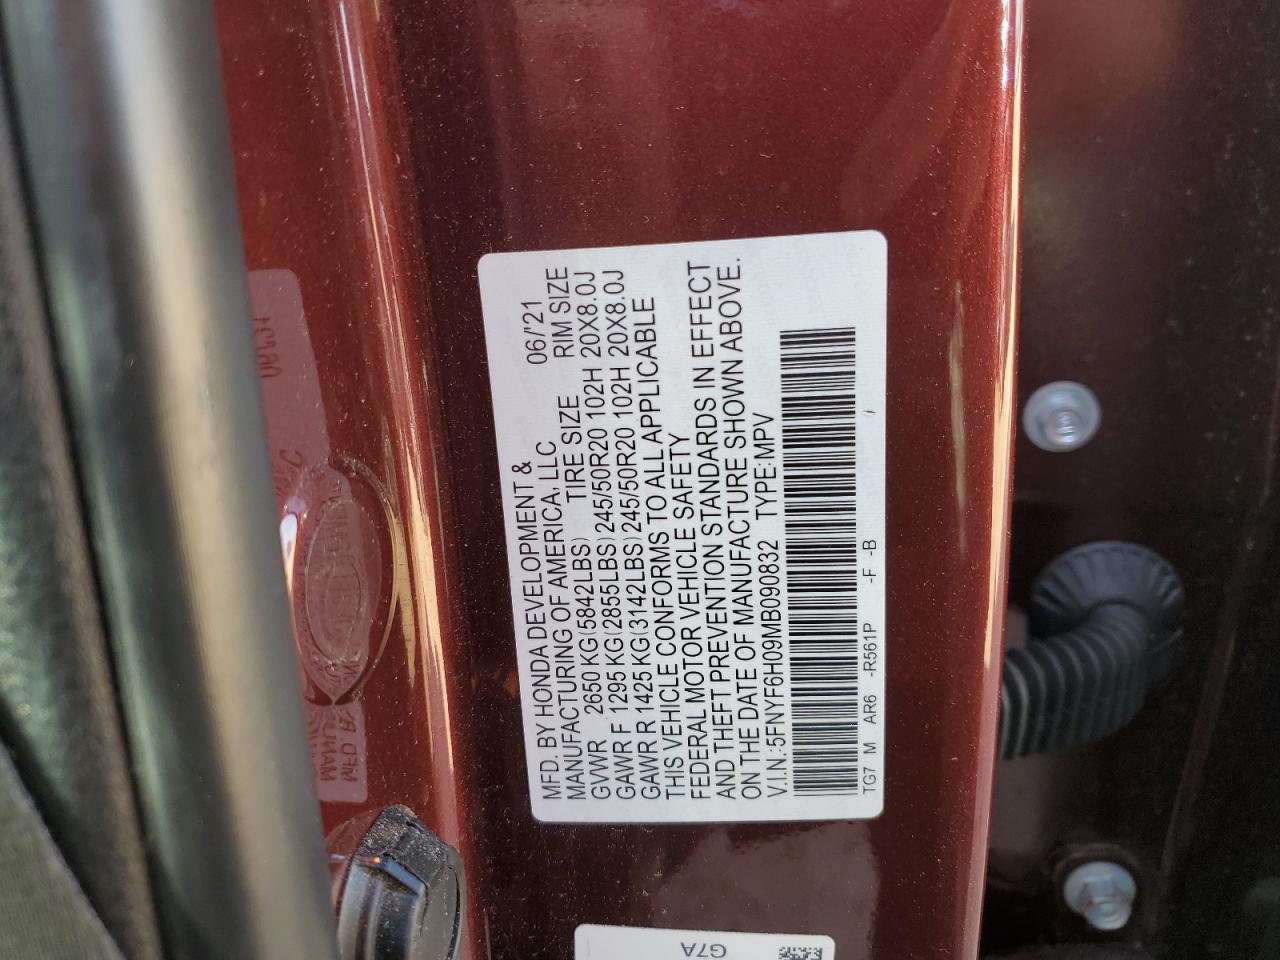 MFD. BY HONDA DEVELOPMENT & 06/'21
MANUFACTURING OF AMERICA, LLC
TIRE SIZE RIM SIZE
GVWR 2650 KG (5842LBS)
GAWR F 1295 KG (2855LBS) 245/50R20 102H 20X8.0J
GAWR R 1425 KG (3142LBS) 245/50R20 102H 20X8.0J
THIS VEHICLE CONFORMS TO ALL APPLICABLE
FEDERAL MOTOR VEHICLE SAFETY
AND THEFT PREVENTION STANDARDS IN EFFECT
ON THE DATE OF MANUFACTURE SHOWN ABOVE.
V.I.N.:5FNYF6H09MB090832 TYPE:MPV
TG7 M AR6 -R561P -F -B
G7A